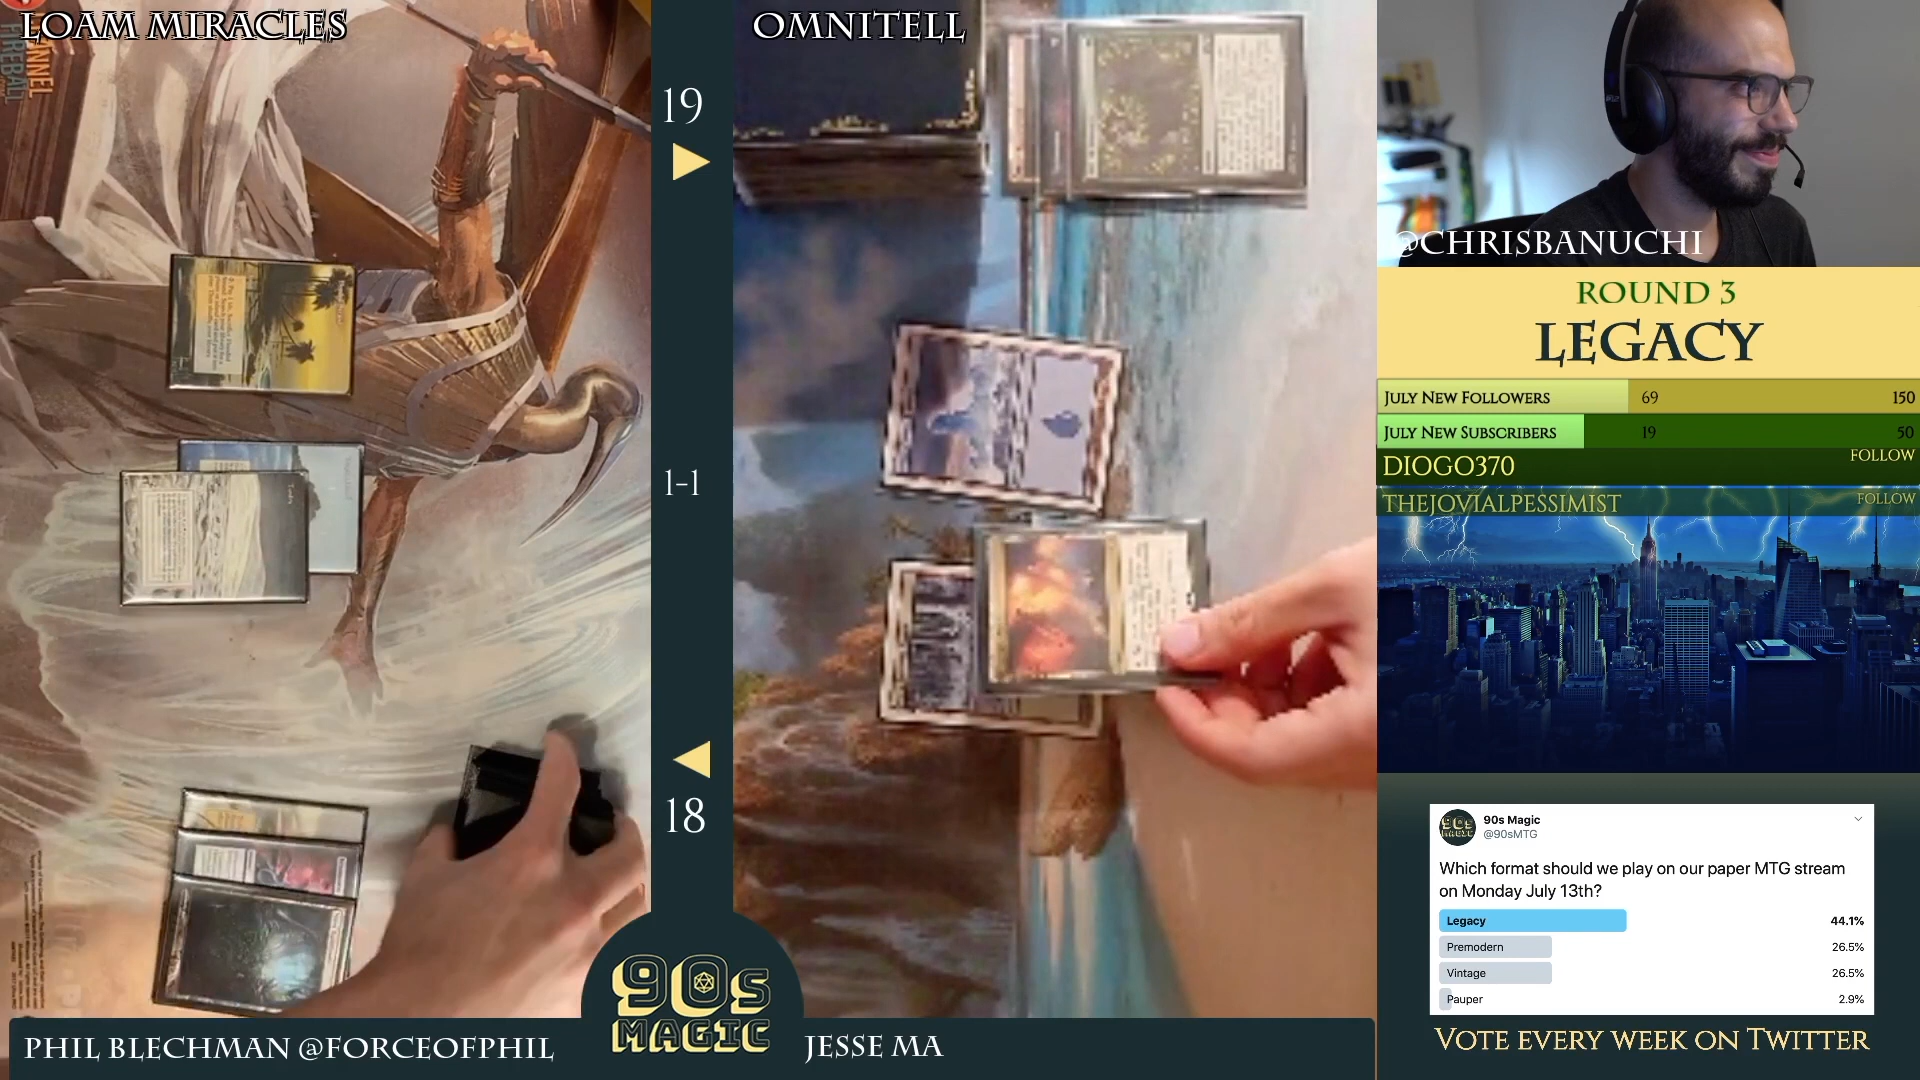 LOAM MIRACLES
OMNITELL
CHANNEL
FIREBALL
19
1-1
18
@CHRISBANUCHI
ROUND 3
LEGACY
JULY NEW FOLLOWERS 69 150
JULY NEW SUBSCRIBERS 19 50
DIOGO370 FOLLOW
THEJOVIALPESSIMIST FOLLOW
90s Magic
@90sMTG
Which format should we play on our paper MTG stream
on Monday July 13th?
Legacy 44.1%
Premodern 26.5%
Vintage 26.5%
Pauper 2.9%
VOTE EVERY WEEK ON TWITTER
PHIL BLECHMAN @FORCEOFPHIL
90s
MAGIC
JESSE MA
Tundra